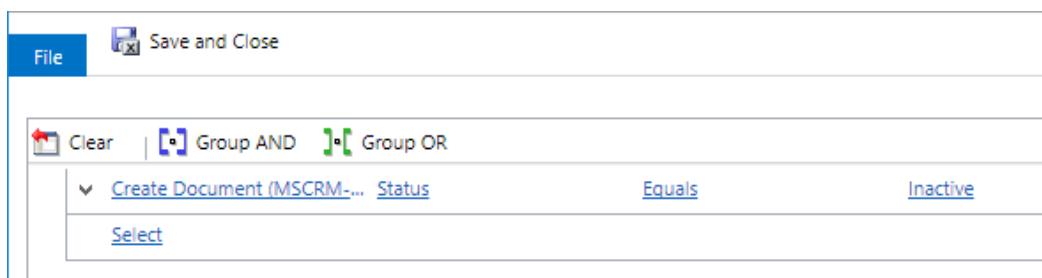 Save and Close
File
Clear Group AND Group OR
Create Document (MSCRM-... Status Equals Inactive
Select